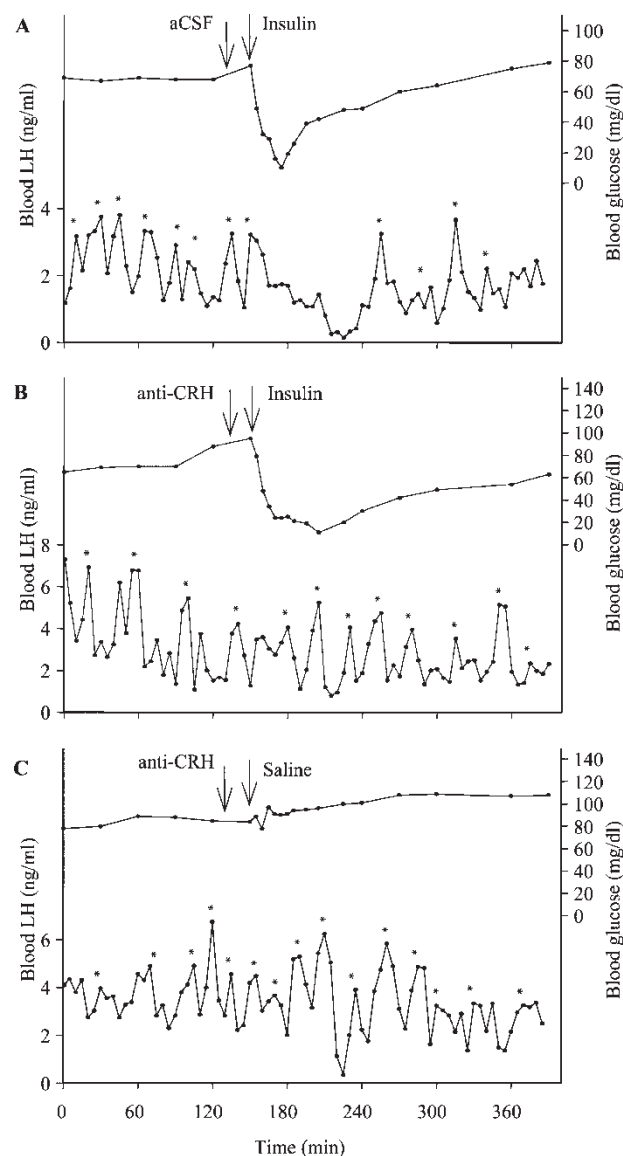 A
aCSF
Insulin
Blood LH (ng/ml)
Blood glucose (mg/dl)
100
80
60
40
20
0
4
2
0
* * * * * * * * * * *
B
anti-CRH
Insulin
Blood LH (ng/ml)
Blood glucose (mg/dl)
140
120
100
80
60
40
20
0
8
6
4
2
0
* * * * * * * * * * * *
C
anti-CRH
Saline
Blood LH (ng/ml)
Blood glucose (mg/dl)
140
120
100
80
60
40
20
0
6
4
2
0
* * * * * * * * * * * * * *
0 60 120 180 240 300 360
Time (min)